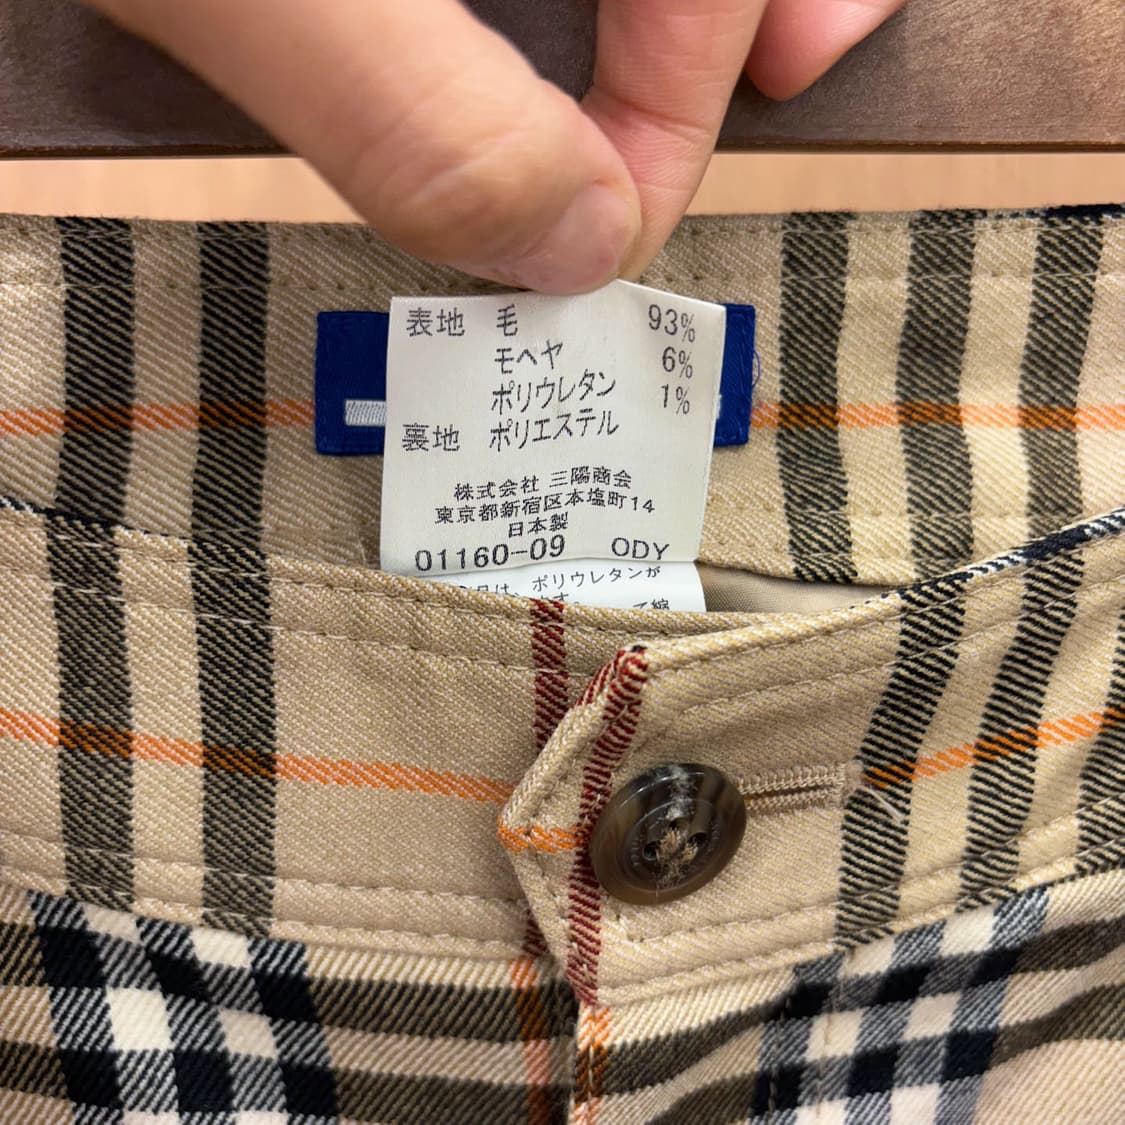 表地 毛 93%
モヘヤ 6%
ポリウレタン 1%
裏地 ポリエステル
株式会社 三陽商会
東京都新宿区本塩町14
日本製
01160-09 ODY
は、ポリウレタンが